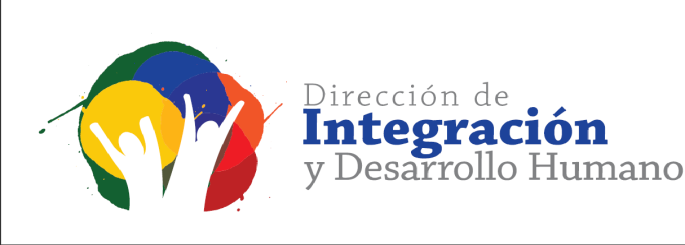 Dirección de
Integración
y Desarrollo Humano